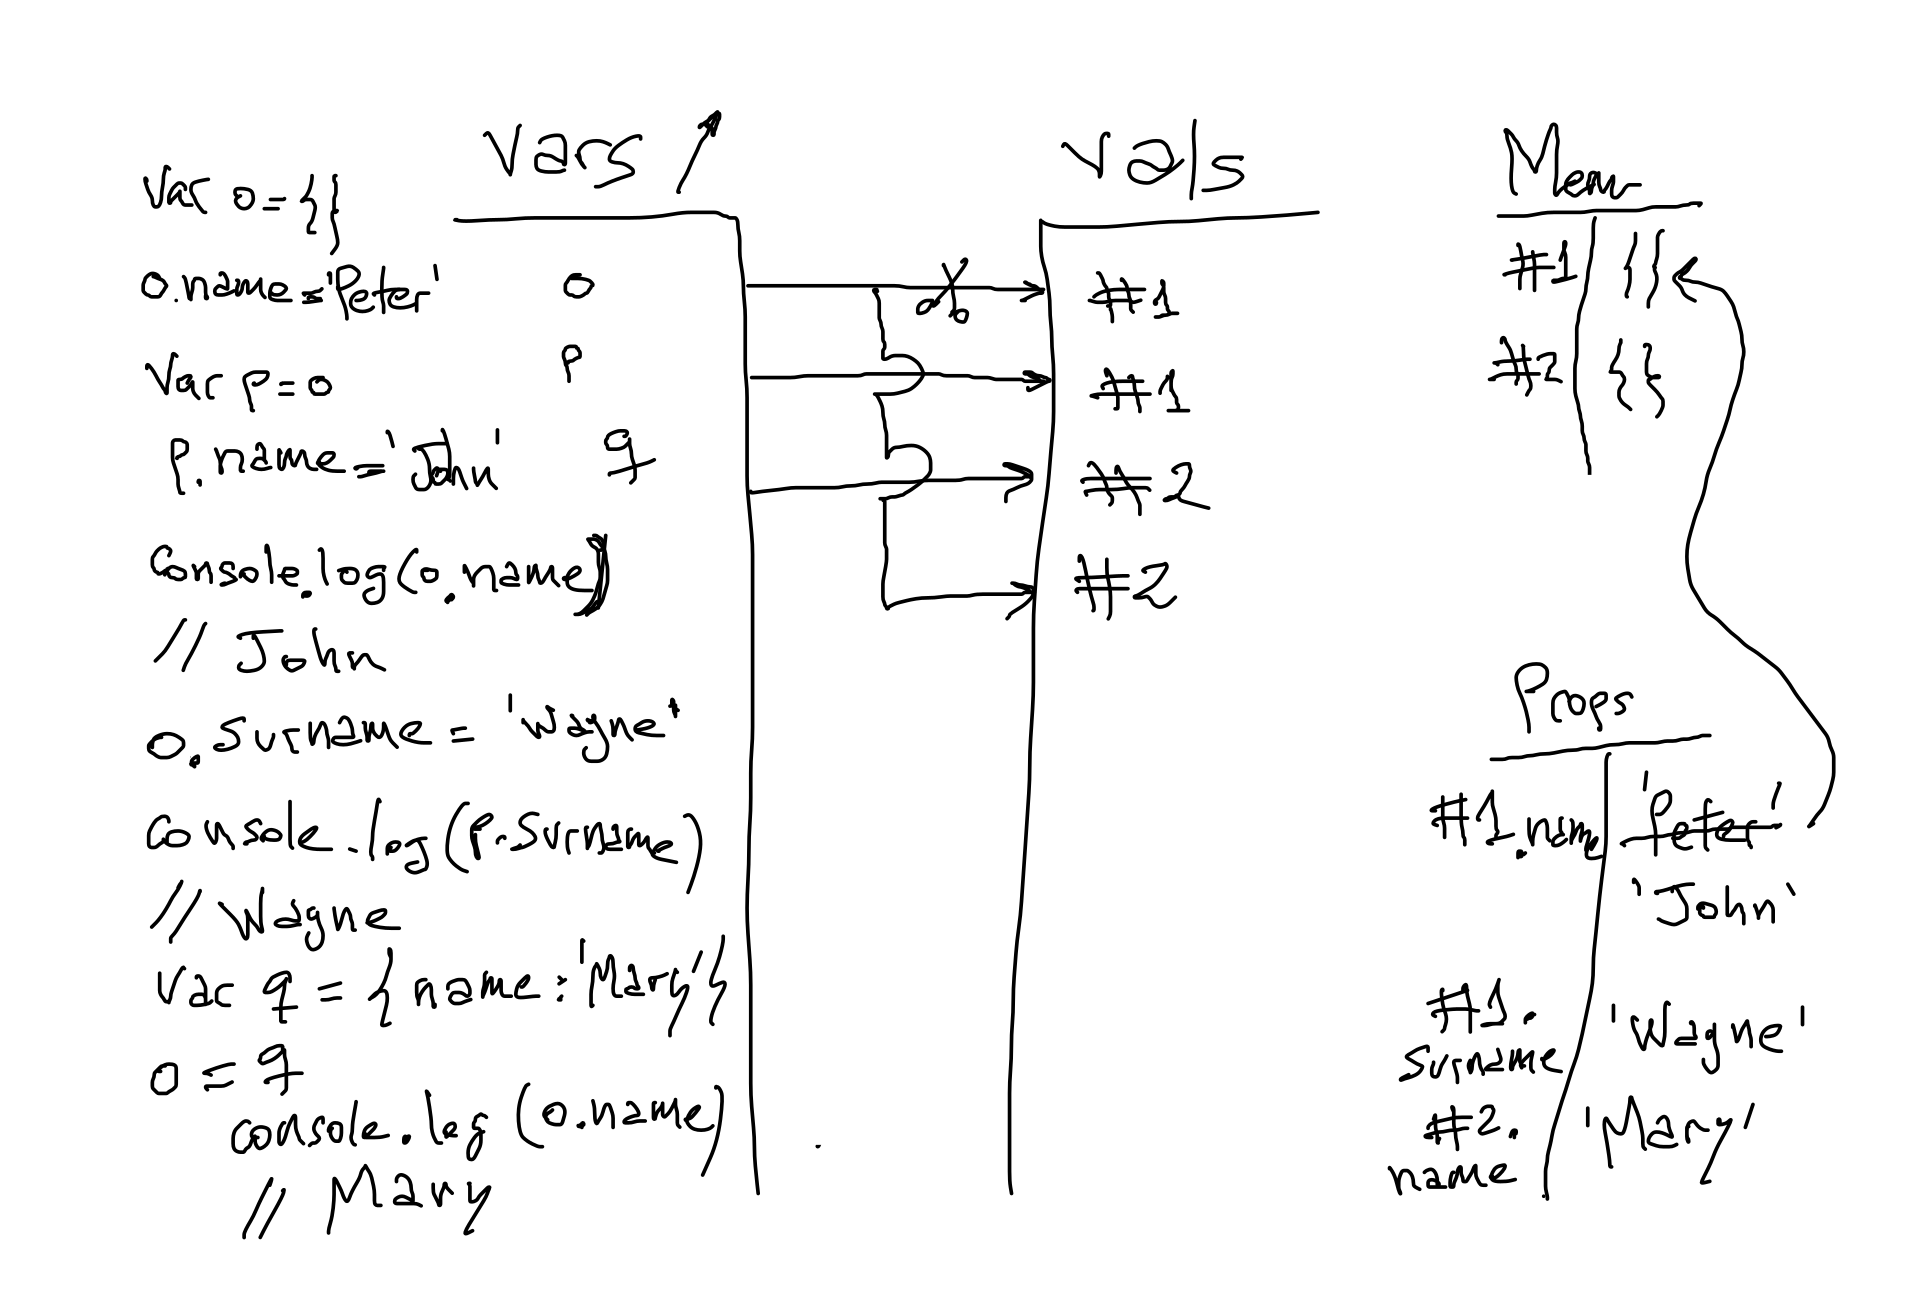 Vars
Vals
Mem
var o = {}
o.name = 'Peter'
var p = o
p.name = 'John'
console.log(o.name)
// John
o.surname = 'Wayne'
console.log(p.surname)
// Wayne
var q = { name: 'Mary' }
o = q
console.log(o.name)
// Mary
o
p
q
#1
#1
#2
#2
#1 {}
#2 {}
Props
#1.name 'Peter'
'John'
#1. 'Wayne'
surname
#2. 'Mary'
name